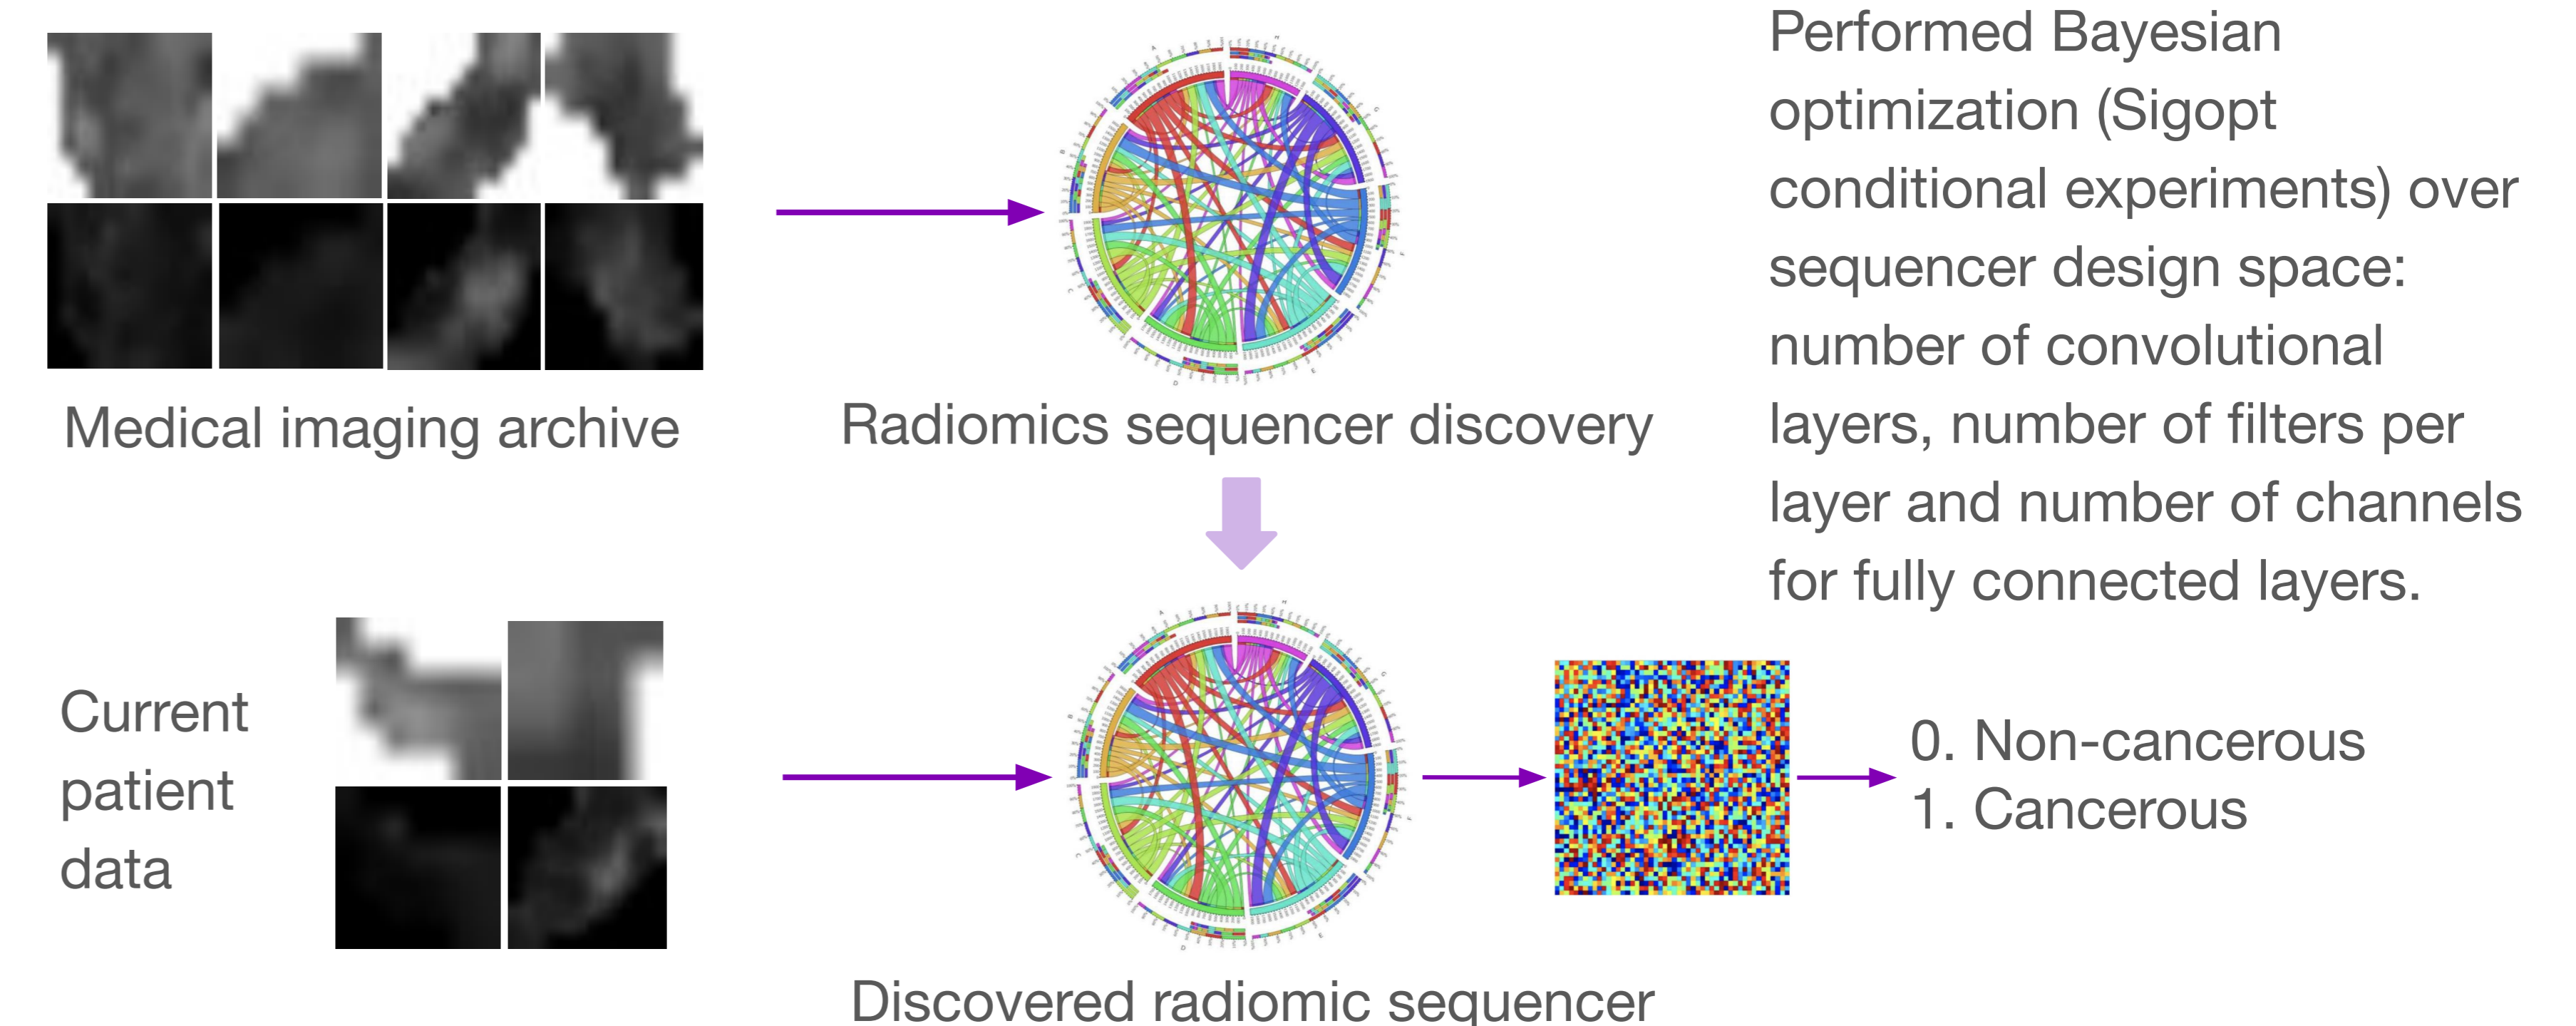 Performed Bayesian
optimization (Sigopt
conditional experiments) over
sequencer design space:
number of convolutional
layers, number of filters per
layer and number of channels
for fully connected layers.
Medical imaging archive
Radiomics sequencer discovery
Current
patient
data
0. Non-cancerous
1. Cancerous
Discovered radiomic sequencer